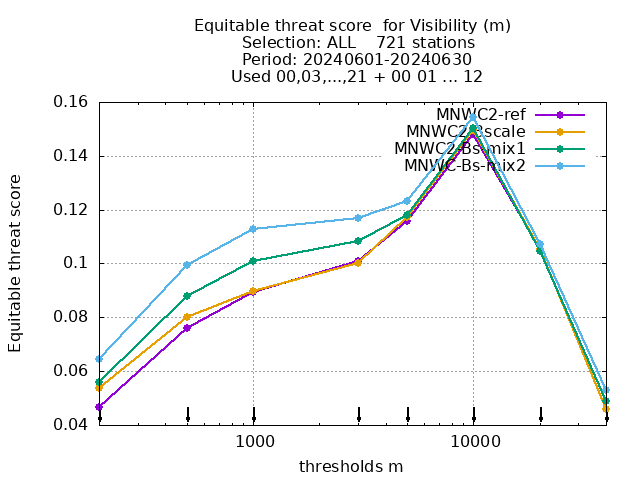 Equitable threat score  for Visibility (m)
Selection: ALL    721 stations
Period: 20240601-20240630
Used 00,03,...,21 + 00 01 ... 12
0.16
0.14
0.12
0.1
0.08
0.06
0.04
Equitable threat score
MNWC2-ref
MNWC2-Bscale
MNWC2-Bs-mix1
MNWC-Bs-mix2
1000
10000
thresholds m